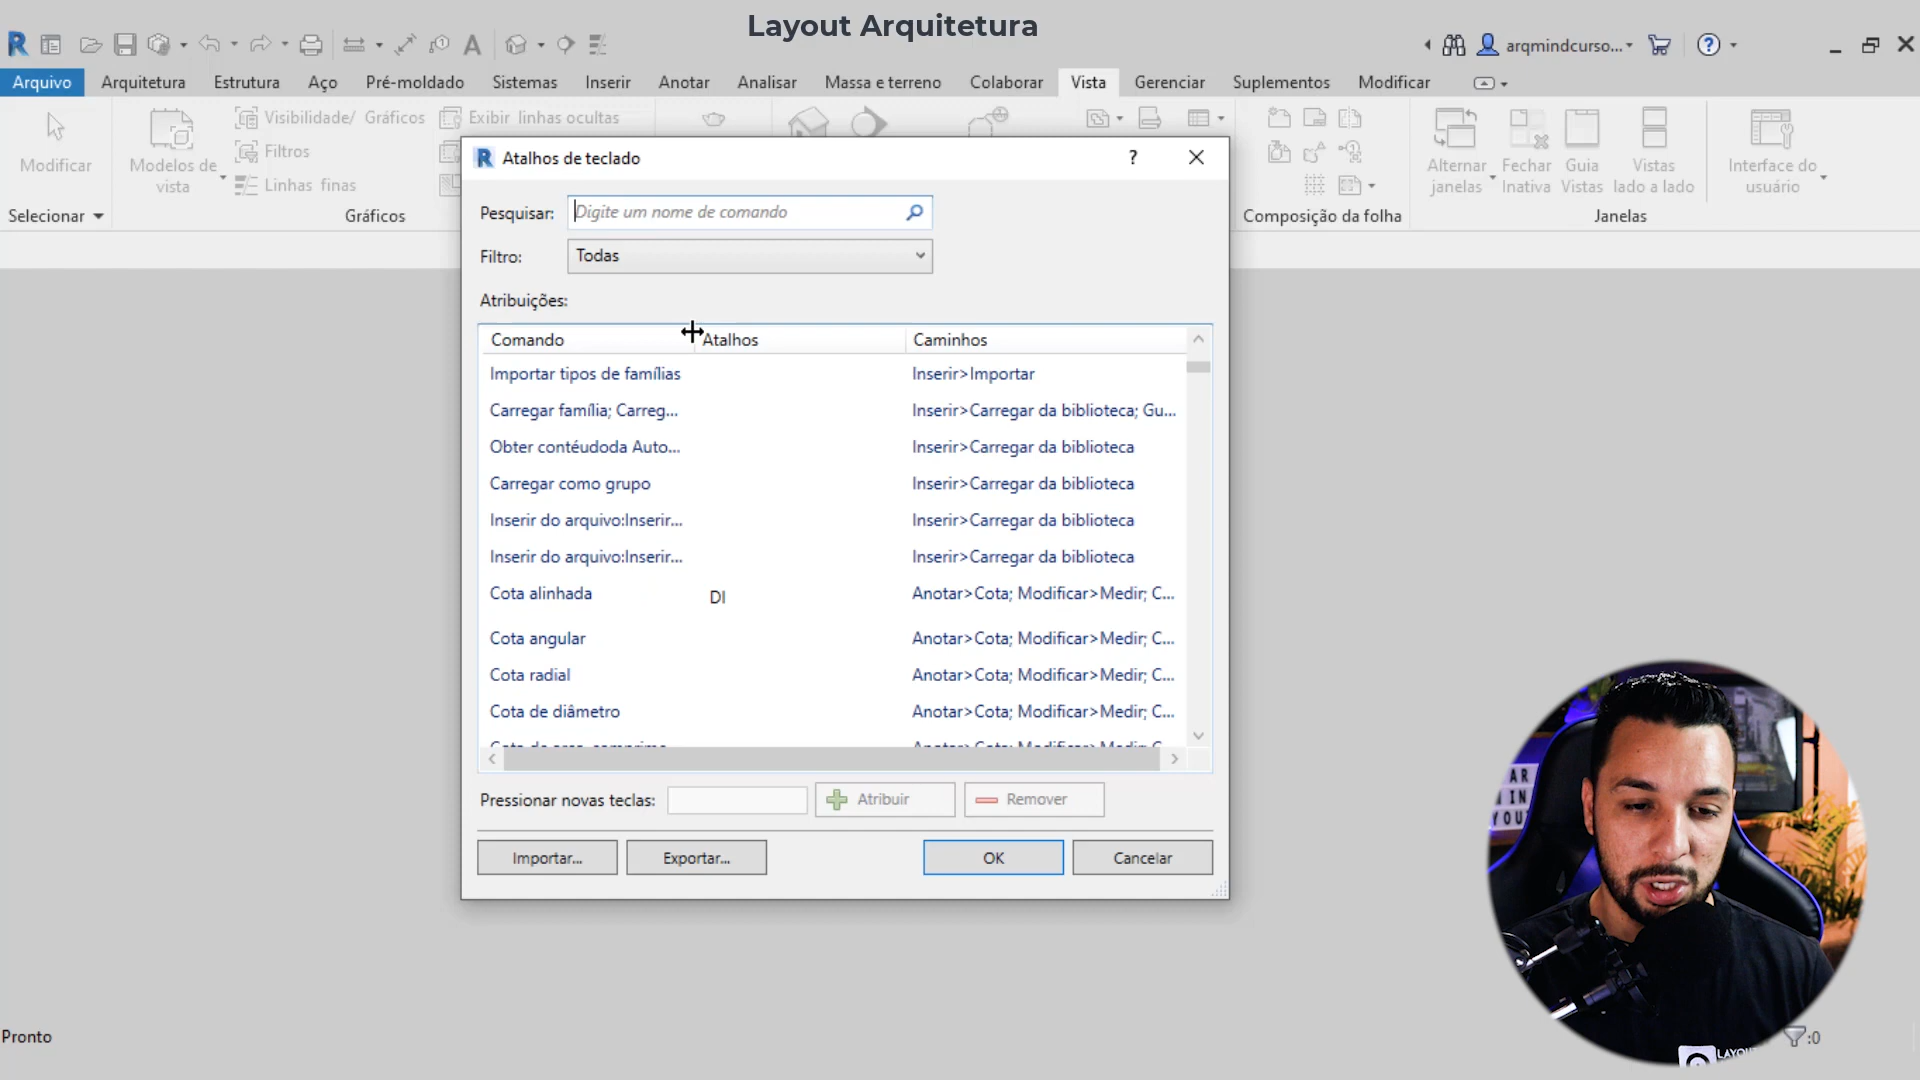 Layout Arquitetura
arqmindcurso...
Arquivo Arquitetura Estrutura Aço Pré-moldado Sistemas Inserir Anotar Analisar Massa e terreno Colaborar Vista Gerenciar Suplementos Modificar
Modificar
Modelos de vista
Visibilidade/ Gráficos
Filtros
Linhas finas
Exibir linhas ocultas
Alternar janelas
Fechar Inativa
Guia Vistas
Vistas lado a lado
Interface do usuário
Selecionar
Gráficos
Composição da folha
Janelas
Atalhos de teclado
?
Pesquisar: Digite um nome de comando
Filtro: Todas
Atribuições:
Comando Atalhos Caminhos
Importar tipos de famílias Inserir>Importar
Carregar família; Carreg... Inserir>Carregar da biblioteca; Gu...
Obter contéudoda Auto... Inserir>Carregar da biblioteca
Carregar como grupo Inserir>Carregar da biblioteca
Inserir do arquivo:Inserir... Inserir>Carregar da biblioteca
Inserir do arquivo:Inserir... Inserir>Carregar da biblioteca
Cota alinhada DI Anotar>Cota; Modificar>Medir; C...
Cota angular Anotar>Cota; Modificar>Medir; C...
Cota radial Anotar>Cota; Modificar>Medir; C...
Cota de diâmetro Anotar>Cota; Modificar>Medir; C...
Pressionar novas teclas: Atribuir Remover
Importar... Exportar... OK Cancelar
Pronto
:0